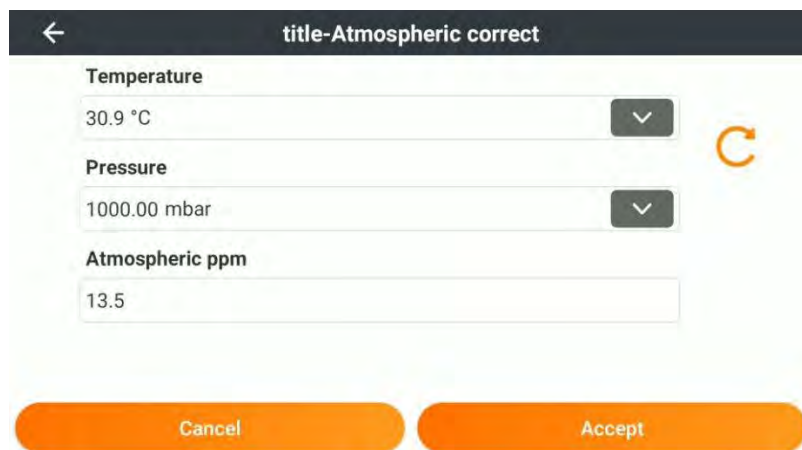 title-Atmospheric correct
Temperature
30.9 °C
Pressure
1000.00 mbar
Atmospheric ppm
13.5
Cancel Accept